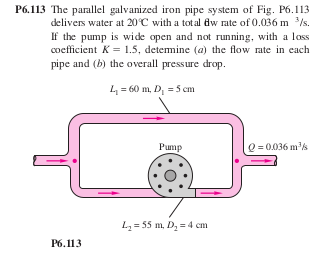 P6.113 The parallel galvanized iron pipe system of Fig. P6.113
delivers water at 20°C with a total flw rate of 0.036 m ³/s.
If the pump is wide open and not running, with a loss
coefficient K = 1.5, determine (a) the flow rate in each
pipe and (b) the overall pressure drop.
L₁ = 60 m, D₁ = 5 cm
Pump
Q = 0.036 m³/s
L₂ = 55 m, D₂ = 4 cm
P6.113